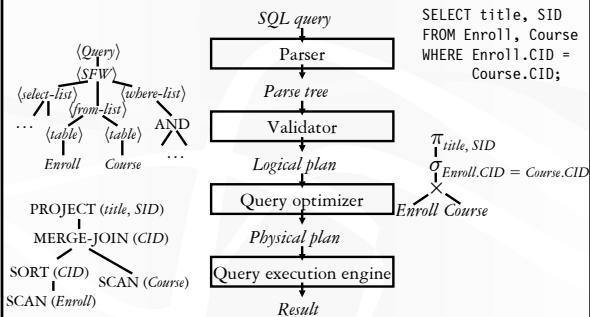 SQL query
Parser
Parse tree
Validator
Logical plan
Query optimizer
Physical plan
Query execution engine
Result
SELECT title, SID
FROM Enroll, Course
WHERE Enroll.CID =
Course.CID;
⟨Query⟩
⟨SFW⟩
⟨select-list⟩ ⟨where-list⟩
⟨from-list⟩
… ⟨table⟩ ⟨table⟩ AND
Enroll Course …
π title, SID
σ Enroll.CID = Course.CID
×
Enroll Course
PROJECT (title, SID)
MERGE-JOIN (CID)
SORT (CID)
SCAN (Course)
SCAN (Enroll)